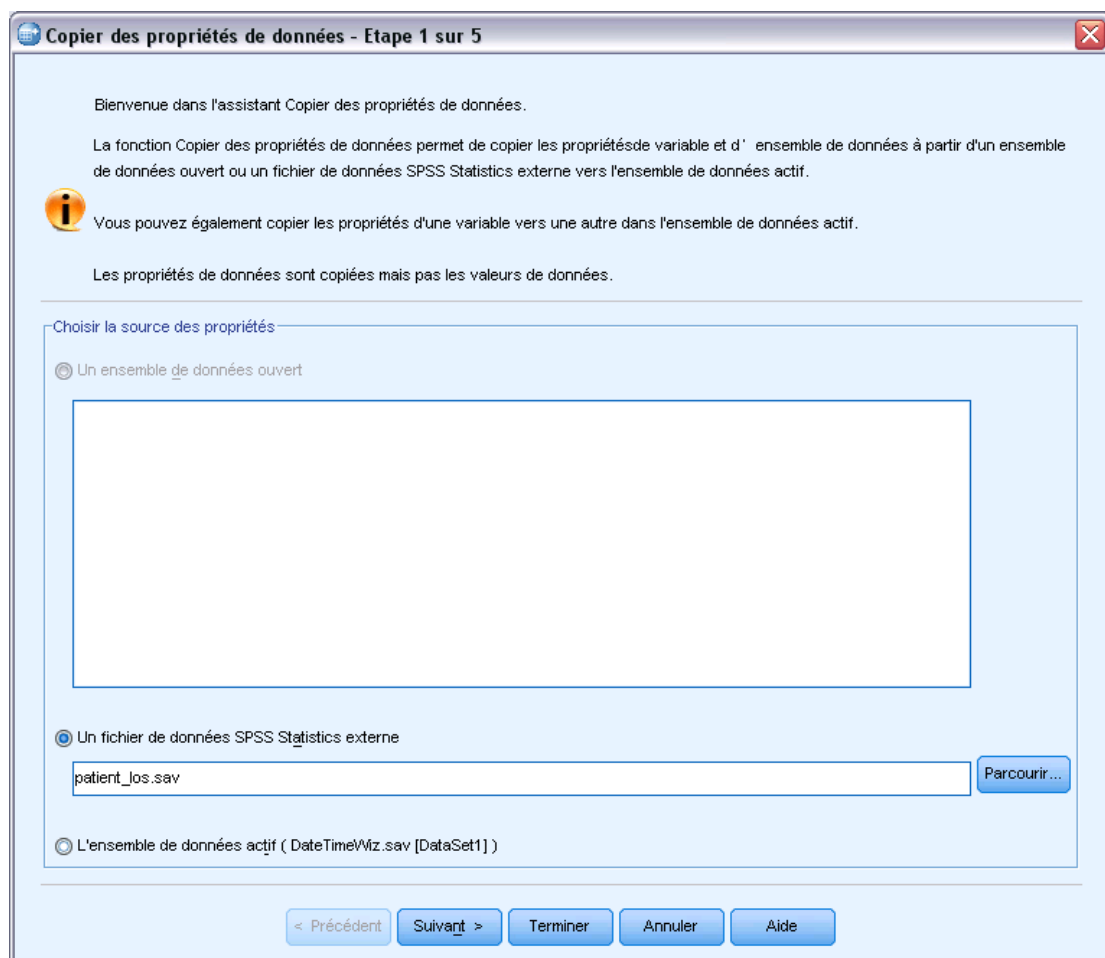 Copier des propriétés de données - Etape 1 sur 5
Bienvenue dans l'assistant Copier des propriétés de données.
La fonction Copier des propriétés de données permet de copier les propriétésde variable et d' ensemble de données à partir d'un ensemble
de données ouvert ou un fichier de données SPSS Statistics externe vers l'ensemble de données actif.
Vous pouvez également copier les propriétés d'une variable vers une autre dans l'ensemble de données actif.
Les propriétés de données sont copiées mais pas les valeurs de données.
Choisir la source des propriétés
Un ensemble de données ouvert
Un fichier de données SPSS Statistics externe
patient_los.sav
Parcourir...
L'ensemble de données actif ( DateTimeWiz.sav [DataSet1] )
< Précédent
Suivant >
Terminer
Annuler
Aide